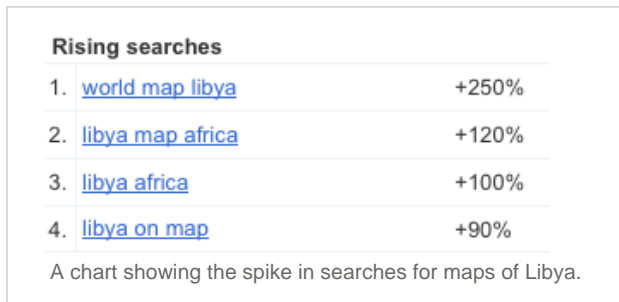 Rising searches
1. world map libya +250%
2. libya map africa +120%
3. libya africa +100%
4. libya on map +90%
A chart showing the spike in searches for maps of Libya.